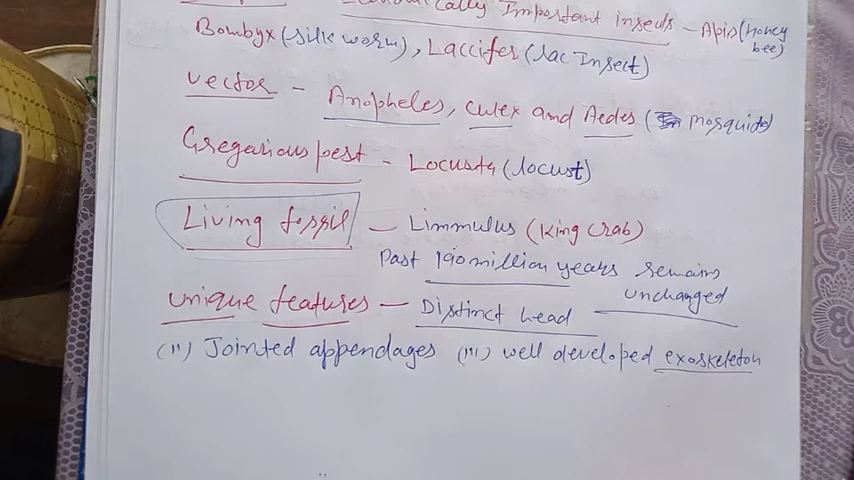 Economically Important insects - Apis (Honey bee)
Bombyx (silk worm), Laccifer (lac Insect)
vector - Anopheles, Culex and Aedes (mosquito)
Gregarious pest - Locusta (locust)
Living fossil - Limmulus (King Crab)
Past 190 million years remains unchanged
unique features - Distinct head
(ii) Jointed appendages (iii) well developed exoskeleton